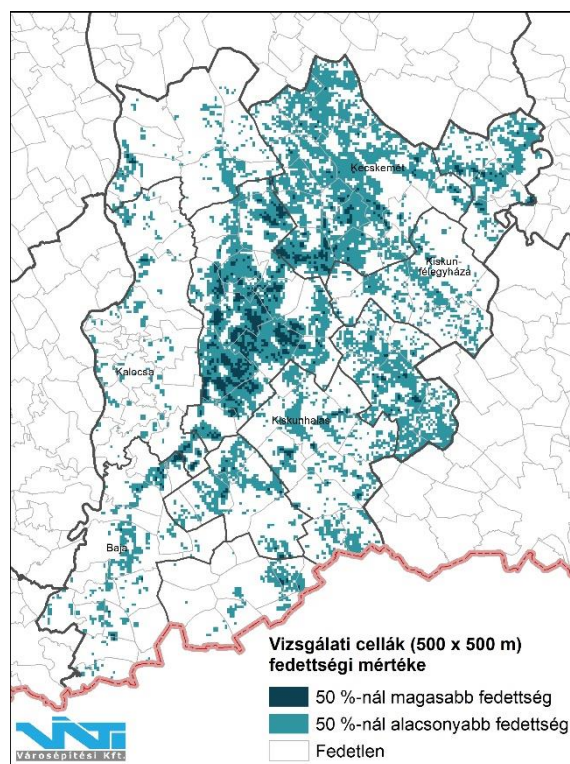 Kecskemét
Kiskun-
félegyháza
Kalocsa
Kiskunhalas
Baja
Vizsgálati cellák (500 x 500 m)
fedettségi mértéke
50 %-nál magasabb fedettség
50 %-nál alacsonyabb fedettség
Fedetlen
VÁTI
Városépítési Kft.